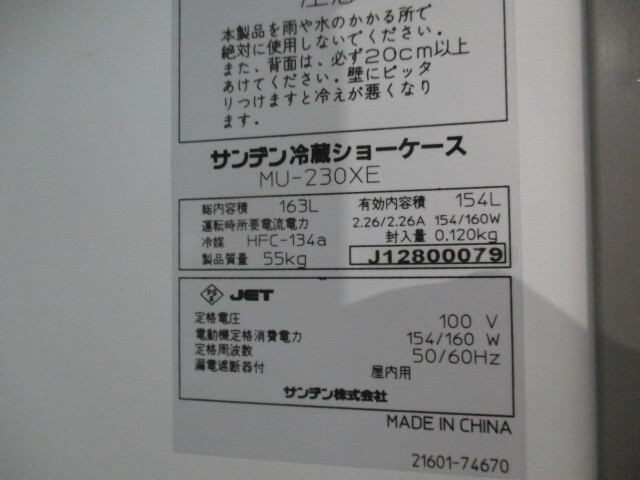 注意
本製品を雨や水のかかる所で
絶対に使用しないでください。
また、背面は、必ず20cm以上
あけてください。壁にピッタ
リつけますと冷えが悪くなり
ます。
サンデン冷蔵ショーケース
MU-230XE
総内容積 163L 有効内容積 154L
運転時所要電流電力 2.26/2.26A 154/160W
冷媒 HFC-134a 封入量 0.120kg
製品質量 55kg J12800079
PSE JET
定格電圧 100 V
電動機定格消費電力 154/160 W
定格周波数 50/60Hz
漏電遮断器付 屋内用
サンデン株式会社
MADE IN CHINA
21601-74670